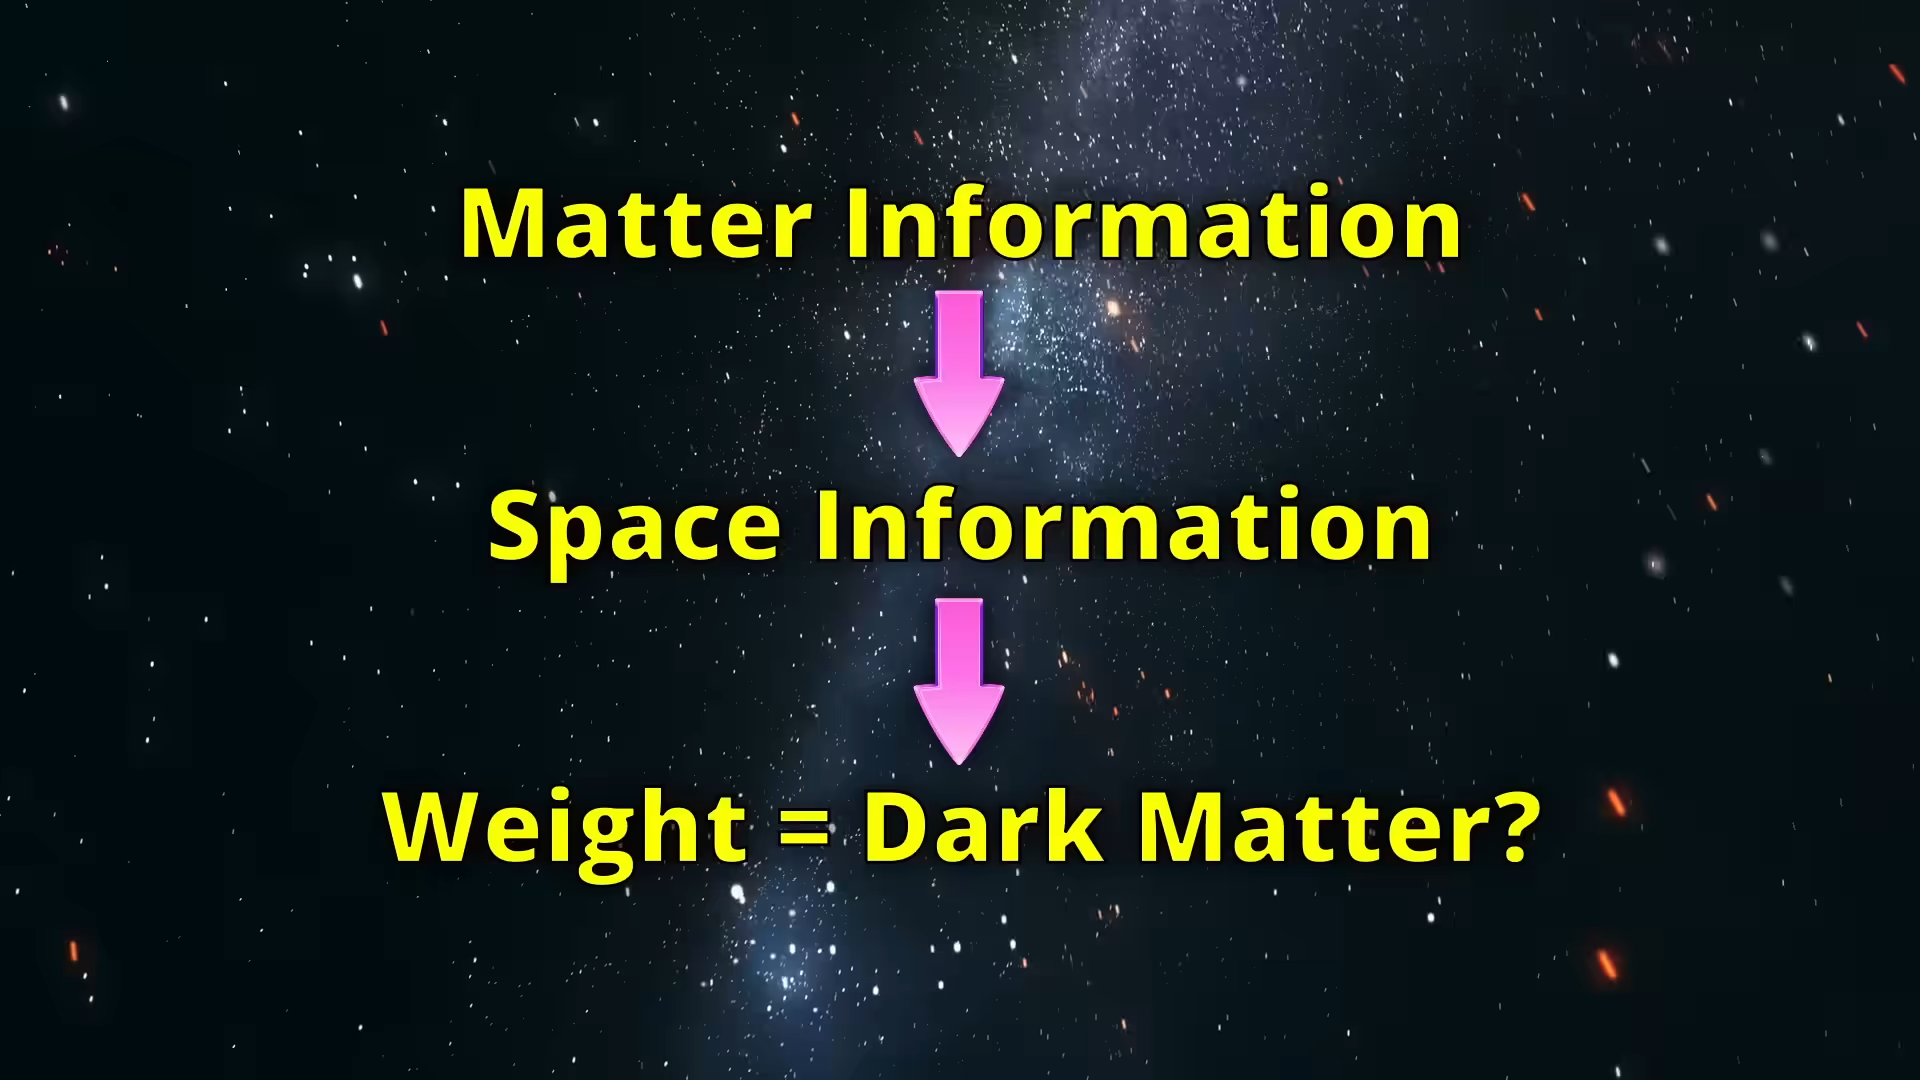 Matter Information
Space Information
Weight = Dark Matter?